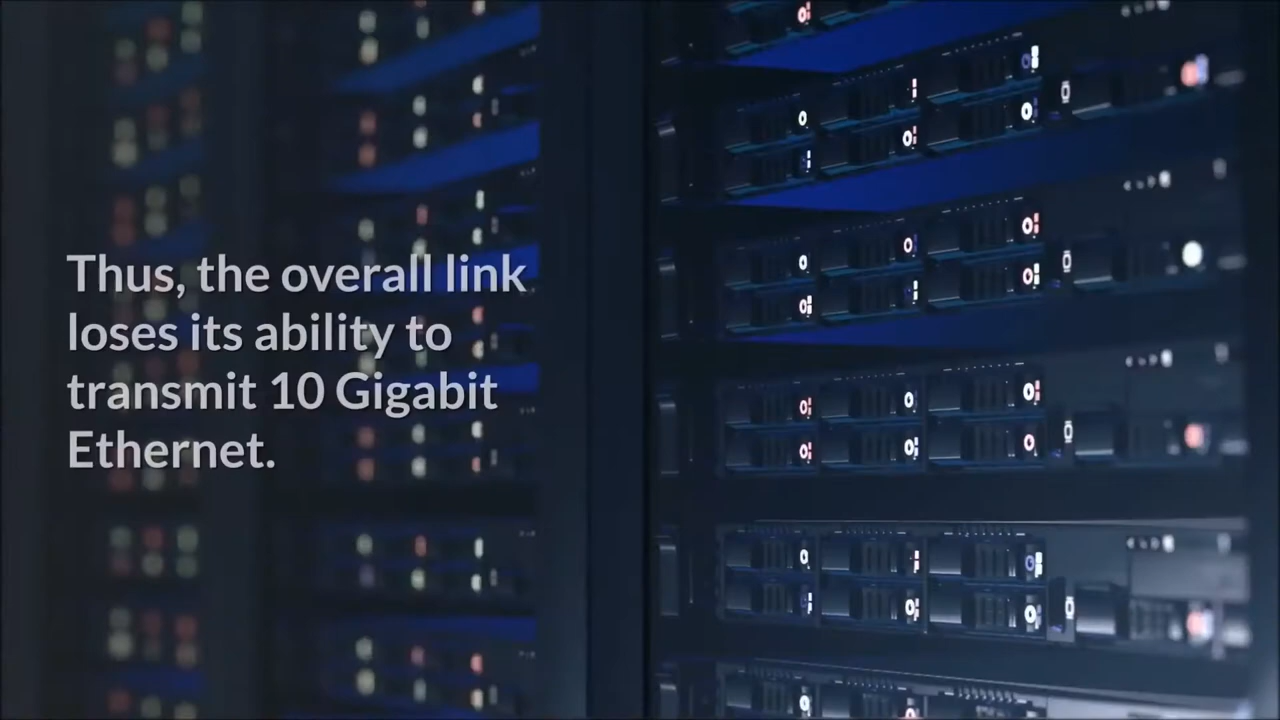 Thus, the overall link
loses its ability to
transmit 10 Gigabit
Ethernet.